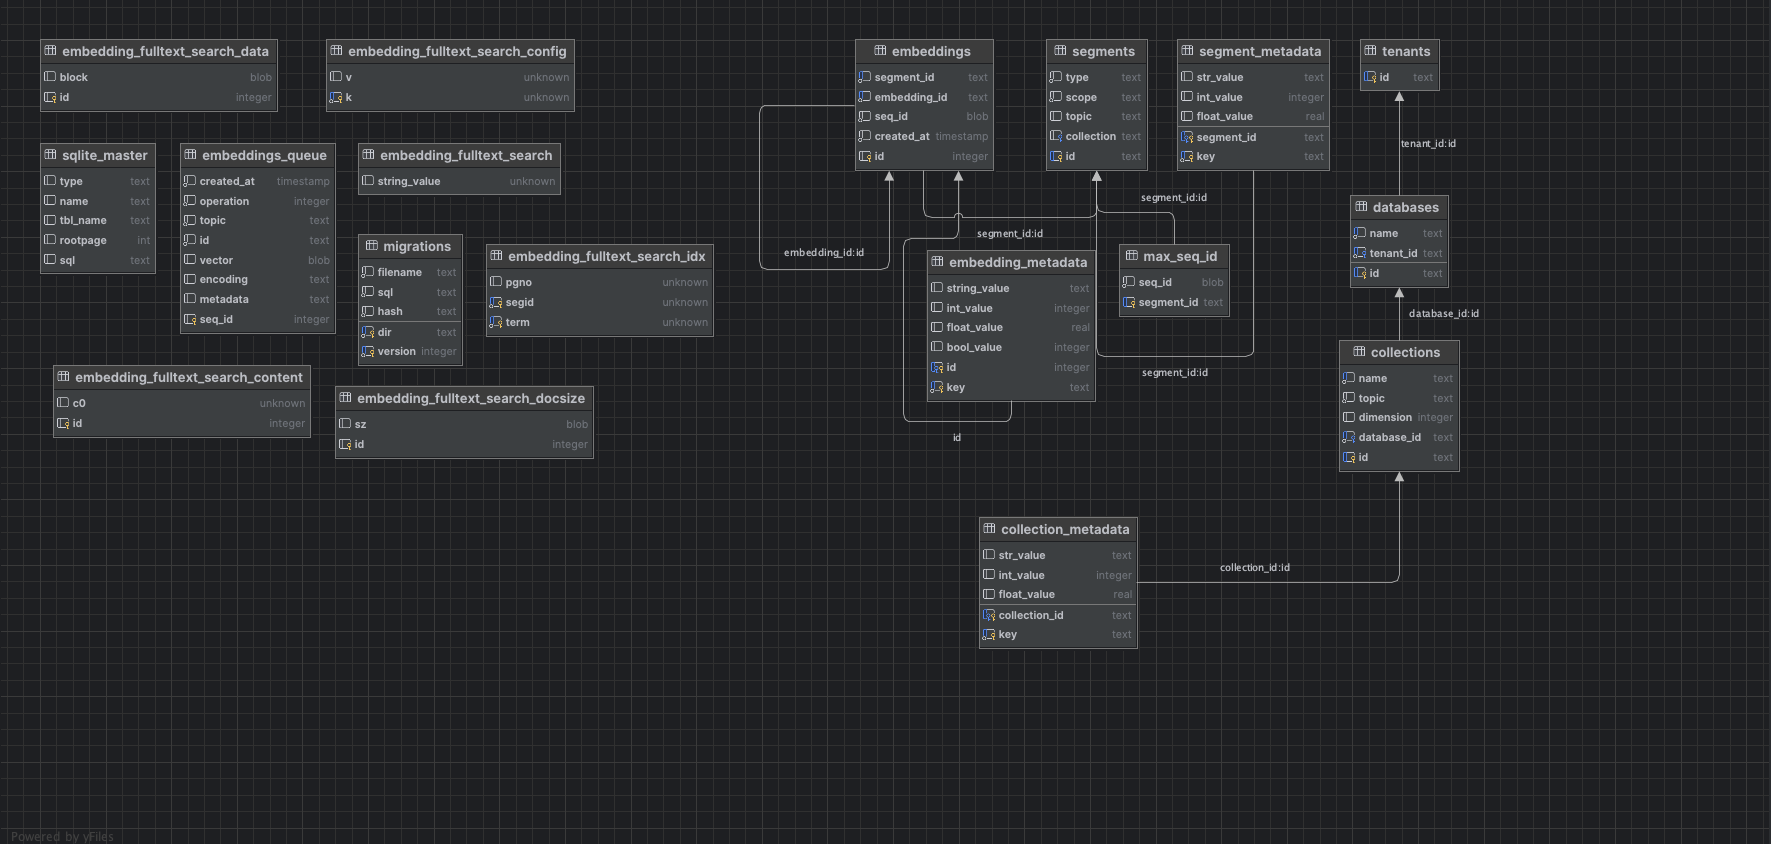 embedding_fulltext_search_data
block blob
id integer
embedding_fulltext_search_config
v unknown
k unknown
embeddings
segment_id text
embedding_id text
seq_id blob
created_at timestamp
id integer
segments
type text
scope text
topic text
collection text
id text
segment_metadata
str_value text
int_value integer
float_value real
segment_id text
key text
tenants
id text
tenant_id:id
sqlite_master
type text
name text
tbl_name text
rootpage int
sql text
embeddings_queue
created_at timestamp
operation integer
topic text
id text
vector blob
encoding text
metadata text
seq_id integer
embedding_fulltext_search
string_value unknown
migrations
filename text
sql text
hash text
dir text
version integer
embedding_fulltext_search_idx
pgno unknown
segid unknown
term unknown
embedding_id:id
segment_id:id
segment_id:id
embedding_metadata
string_value text
int_value integer
float_value real
bool_value integer
id integer
key text
max_seq_id
seq_id blob
segment_id text
segment_id:id
id
databases
name text
tenant_id text
id text
database_id:id
collections
name text
topic text
dimension integer
database_id text
id text
embedding_fulltext_search_content
c0 unknown
id integer
embedding_fulltext_search_docsize
sz blob
id integer
collection_metadata
str_value text
int_value integer
float_value real
collection_id text
key text
collection_id:id
Powered by yFiles